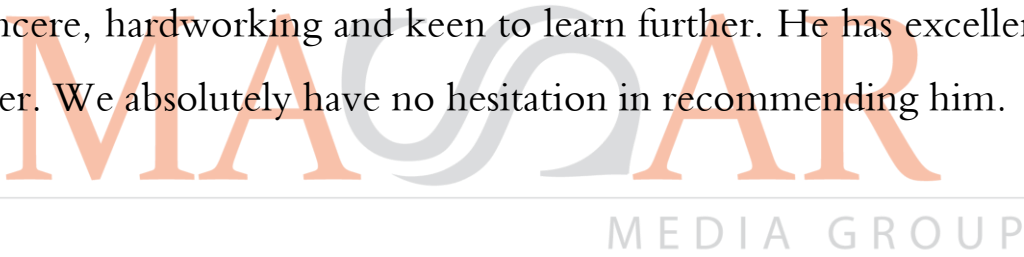 ncere, hardworking and keen to learn further. He has excelle
er. We absolutely have no hesitation in recommending him.
MASAR
MEDIA GROUP